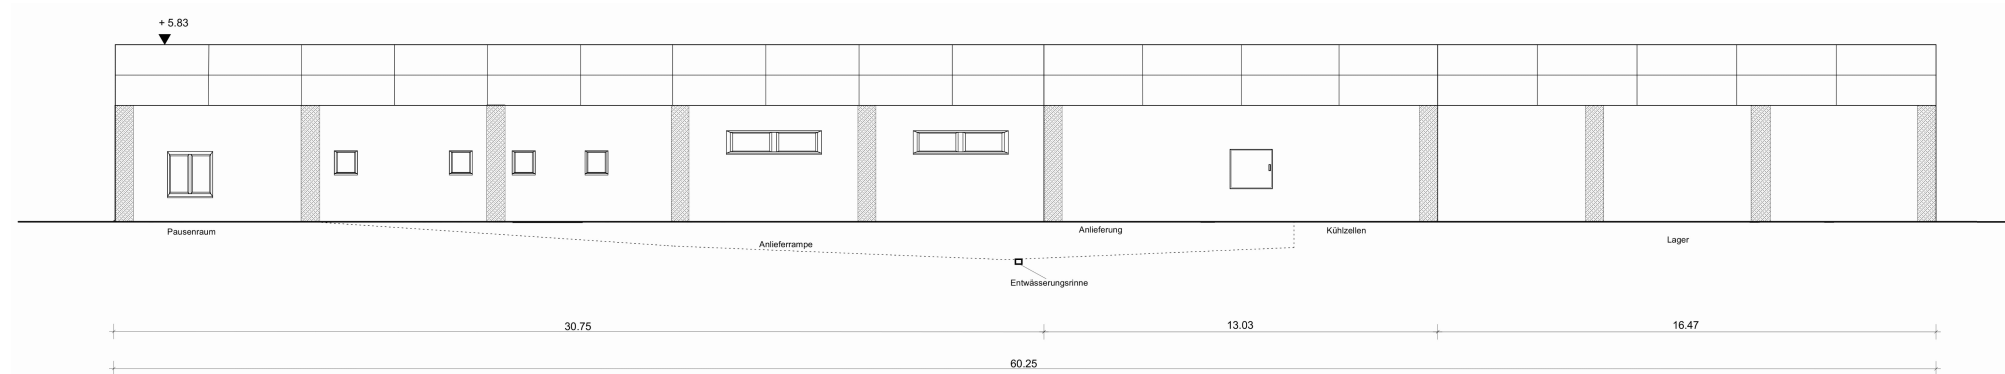 + 5.83
Pausenraum
Anlieferrampe
Anlieferung
Kühlzellen
Lager
Entwässerungsrinne
30.75
13.03
16.47
60.25